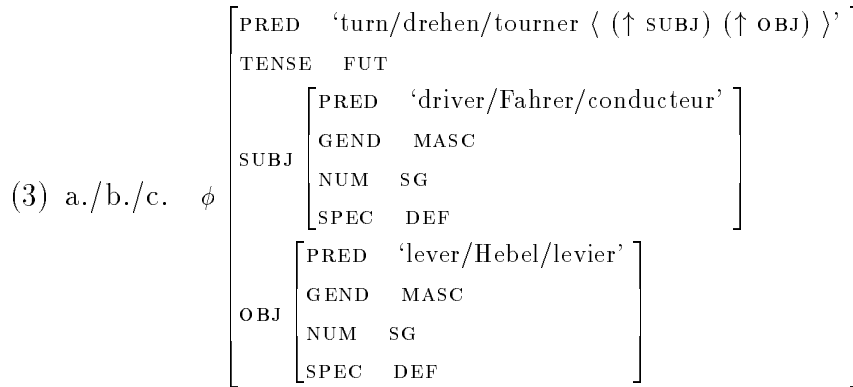 PRED ‘turn/drehen/tourner ⟨ (↑ SUBJ) (↑ OBJ) ⟩’
TENSE FUT
PRED ‘driver/Fahrer/conducteur’
GEND MASC
SUBJ
NUM SG
(3) a./b./c. ϕ
SPEC DEF
PRED ‘lever/Hebel/levier’
GEND MASC
OBJ
NUM SG
SPEC DEF